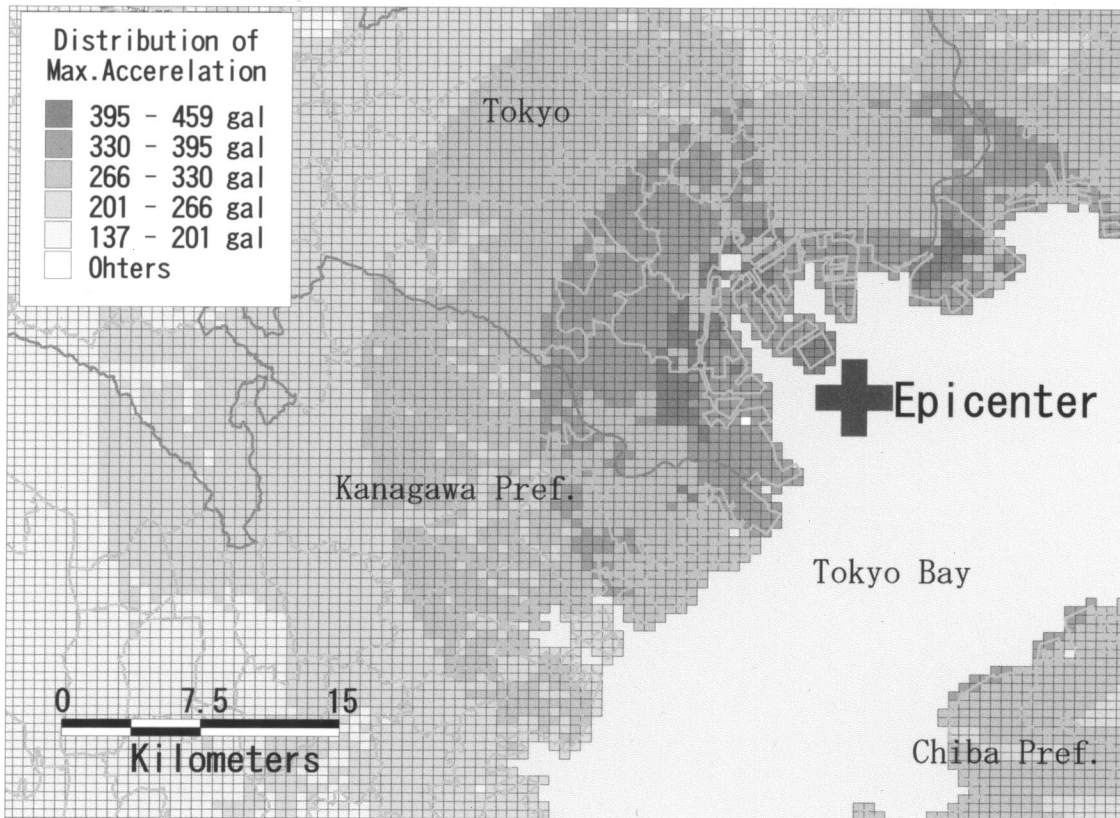 Distribution of
Max.Accerelation
395 - 459 gal
330 - 395 gal
266 - 330 gal
201 - 266 gal
137 - 201 gal
Ohters
Tokyo
Epicenter
Kanagawa Pref.
Tokyo Bay
0 7.5 15
Kilometers
Chiba Pref.